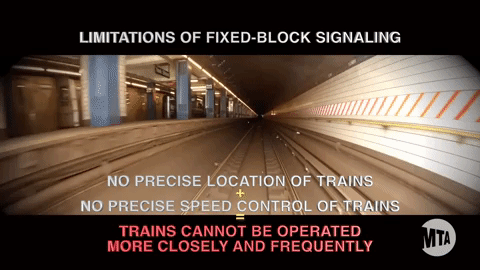 LIMITATIONS OF FIXED-BLOCK SIGNALING
NO PRECISE LOCATION OF TRAINS
+
NO PRECISE SPEED CONTROL OF TRAINS
=
TRAINS CANNOT BE OPERATED
MORE CLOSELY AND FREQUENTLY
MTA